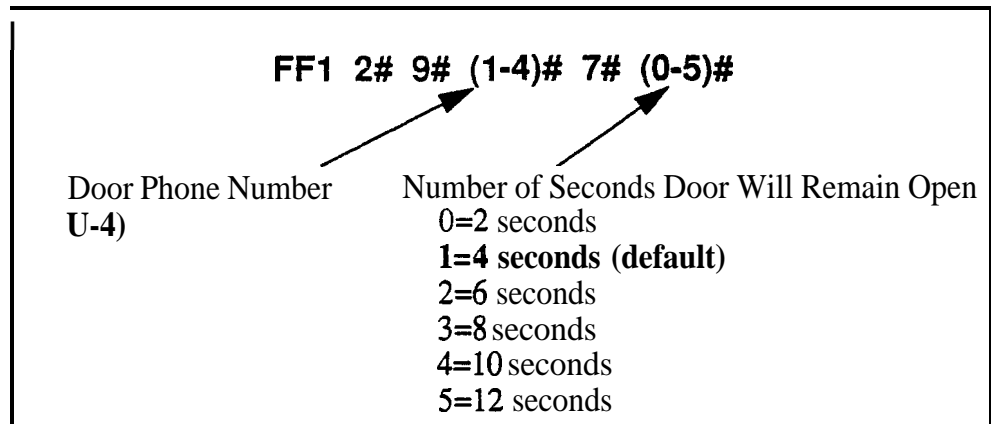 FF1 2# 9# (1-4)# 7# (0-5)#
Door Phone Number
U-4)
Number of Seconds Door Will Remain Open
0=2 seconds
1=4 seconds (default)
2=6 seconds
3=8 seconds
4=10 seconds
5=12 seconds